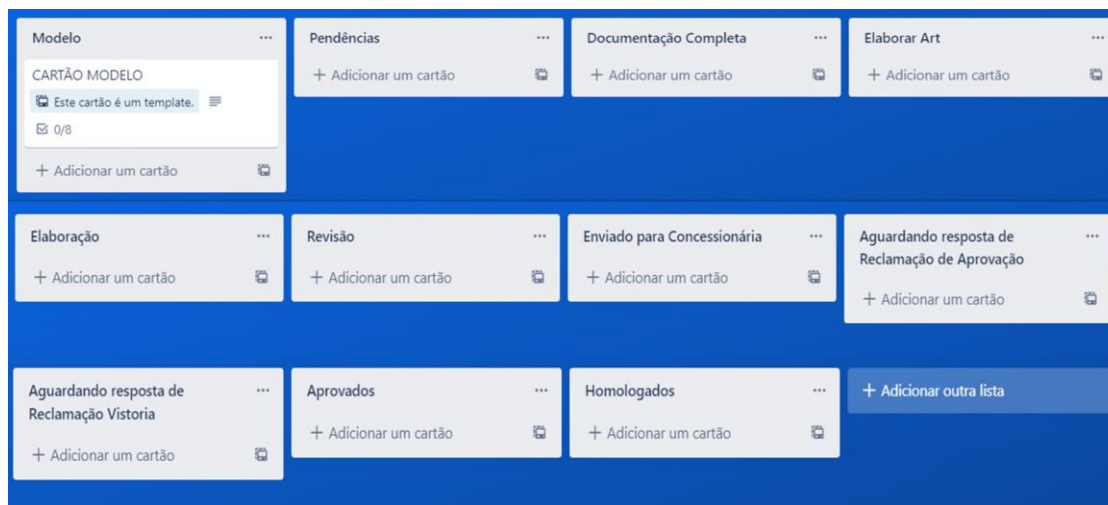 Modelo ...
Pendências ...
Documentação Completa ...
Elaborar Art ...
CARTÃO MODELO
Este cartão é um template.
0/8
+ Adicionar um cartão
+ Adicionar um cartão
+ Adicionar um cartão
+ Adicionar um cartão
Elaboração ...
Revisão ...
Enviado para Concessionária ...
Aguardando resposta de ...
Reclamação de Aprovação
+ Adicionar um cartão
+ Adicionar um cartão
+ Adicionar um cartão
+ Adicionar um cartão
Aguardando resposta de ...
Reclamação Vistoria
Aprovados ...
Homologados ...
+ Adicionar outra lista
+ Adicionar um cartão
+ Adicionar um cartão
+ Adicionar um cartão